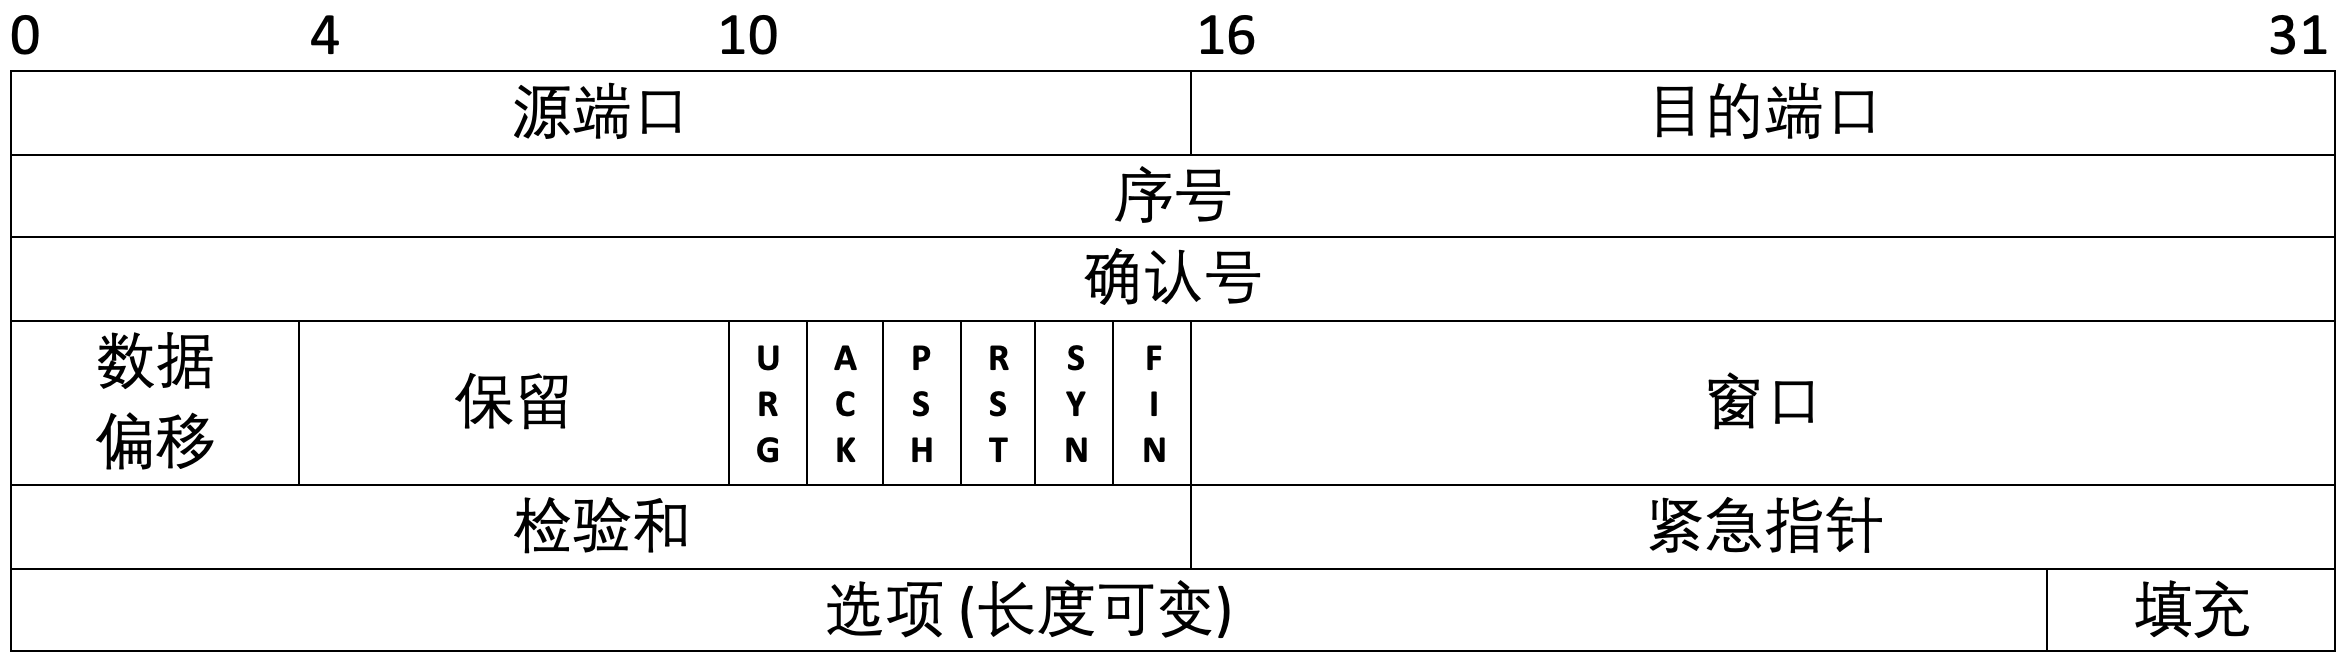 0 4 10 16 31
源端口 目的端口
序号
确认号
数据偏移 保留 URG ACK PSH RST SYN FIN 窗口
检验和 紧急指针
选项 (长度可变) 填充